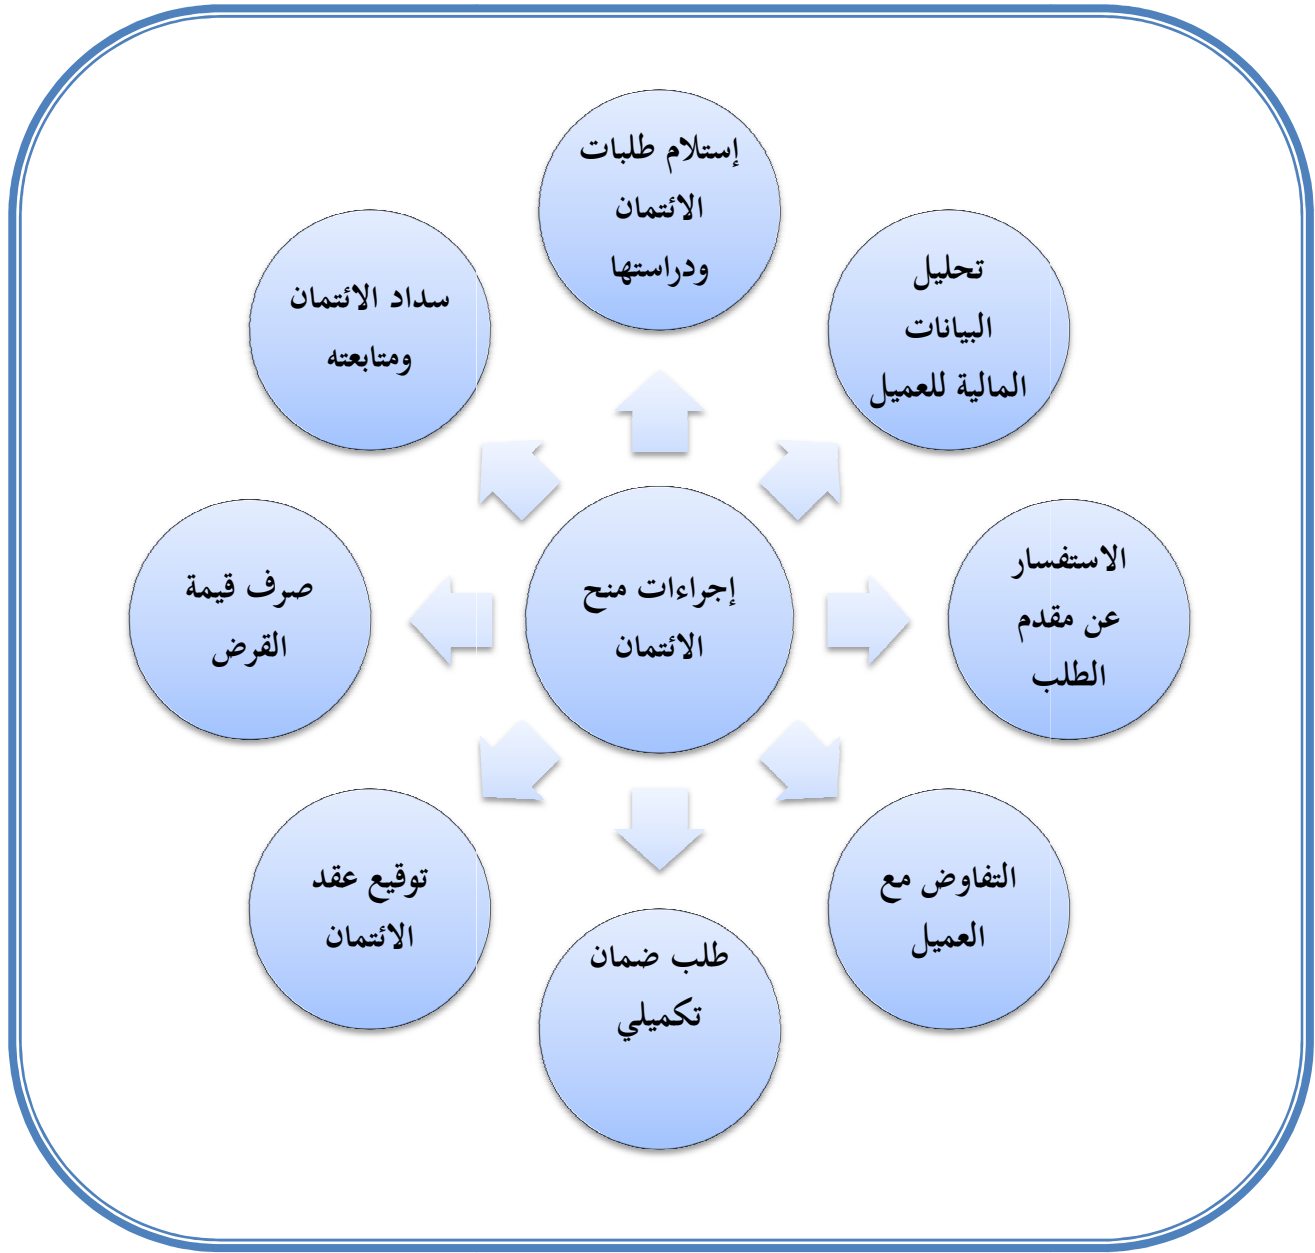 إستلام طلبات
الائتمان
ودراستها
تحليل
البيانات
المالية للعميل
الاستفسار
عن مقدم
الطلب
التفاوض مع
العميل
طلب ضمان
تكميلي
توقيع عقد
الائتمان
صرف قيمة
القرض
سداد الائتمان
ومتابعته
إجراءات منح
الائتمان